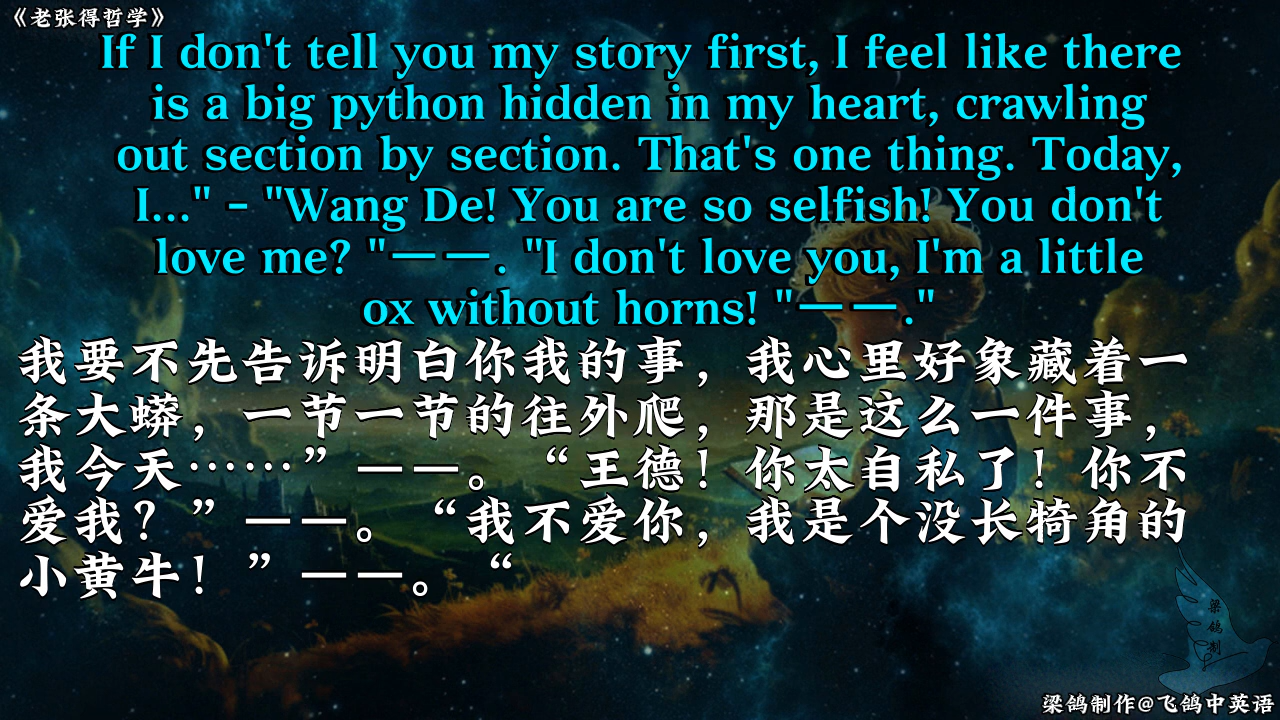 《老张得哲学》
If I don't tell you my story first, I feel like there
is a big python hidden in my heart, crawling
out section by section. That's one thing. Today,
I..." - "Wang De! You are so selfish! You don't
love me? "——. "I don't love you, I'm a little
ox without horns! "——."
我要不先告诉明白你我的事，我心里好象藏着一
条大蟒，一节一节的往外爬，那是这么一件事，
我今天……”——。“王德！你太自私了！你不
爱我？”——。“我不爱你，我是个没长犄角的
小黄牛！”——。“
梁鸽制
梁鸽制作@飞鸽中英语